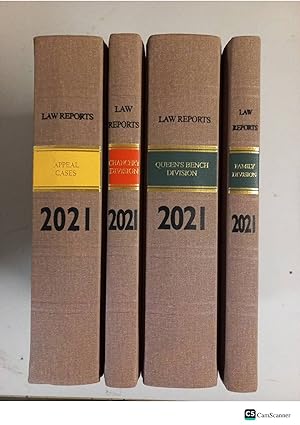 LAW REPORTS
APPEAL
CASES
2021
LAW
REPORTS
CHANCERY
DIVISION
2021
LAW REPORTS
QUEEN'S BENCH
DIVISION
2021
LAW
REPORTS
FAMILY
DIVISION
2021
CS CamScanner